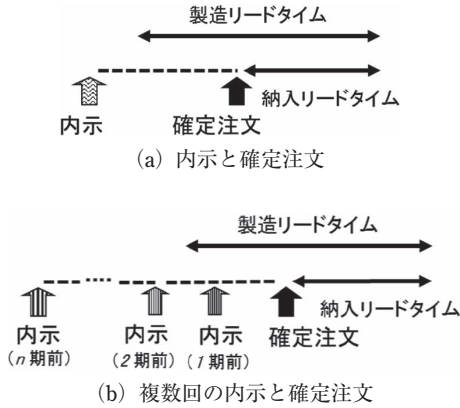 製造リードタイム
納入リードタイム
内示
確定注文
(a) 内示と確定注文
製造リードタイム
納入リードタイム
内示 内示 内示 確定注文
(n 期前) (2 期前) (1 期前)
(b) 複数回の内示と確定注文